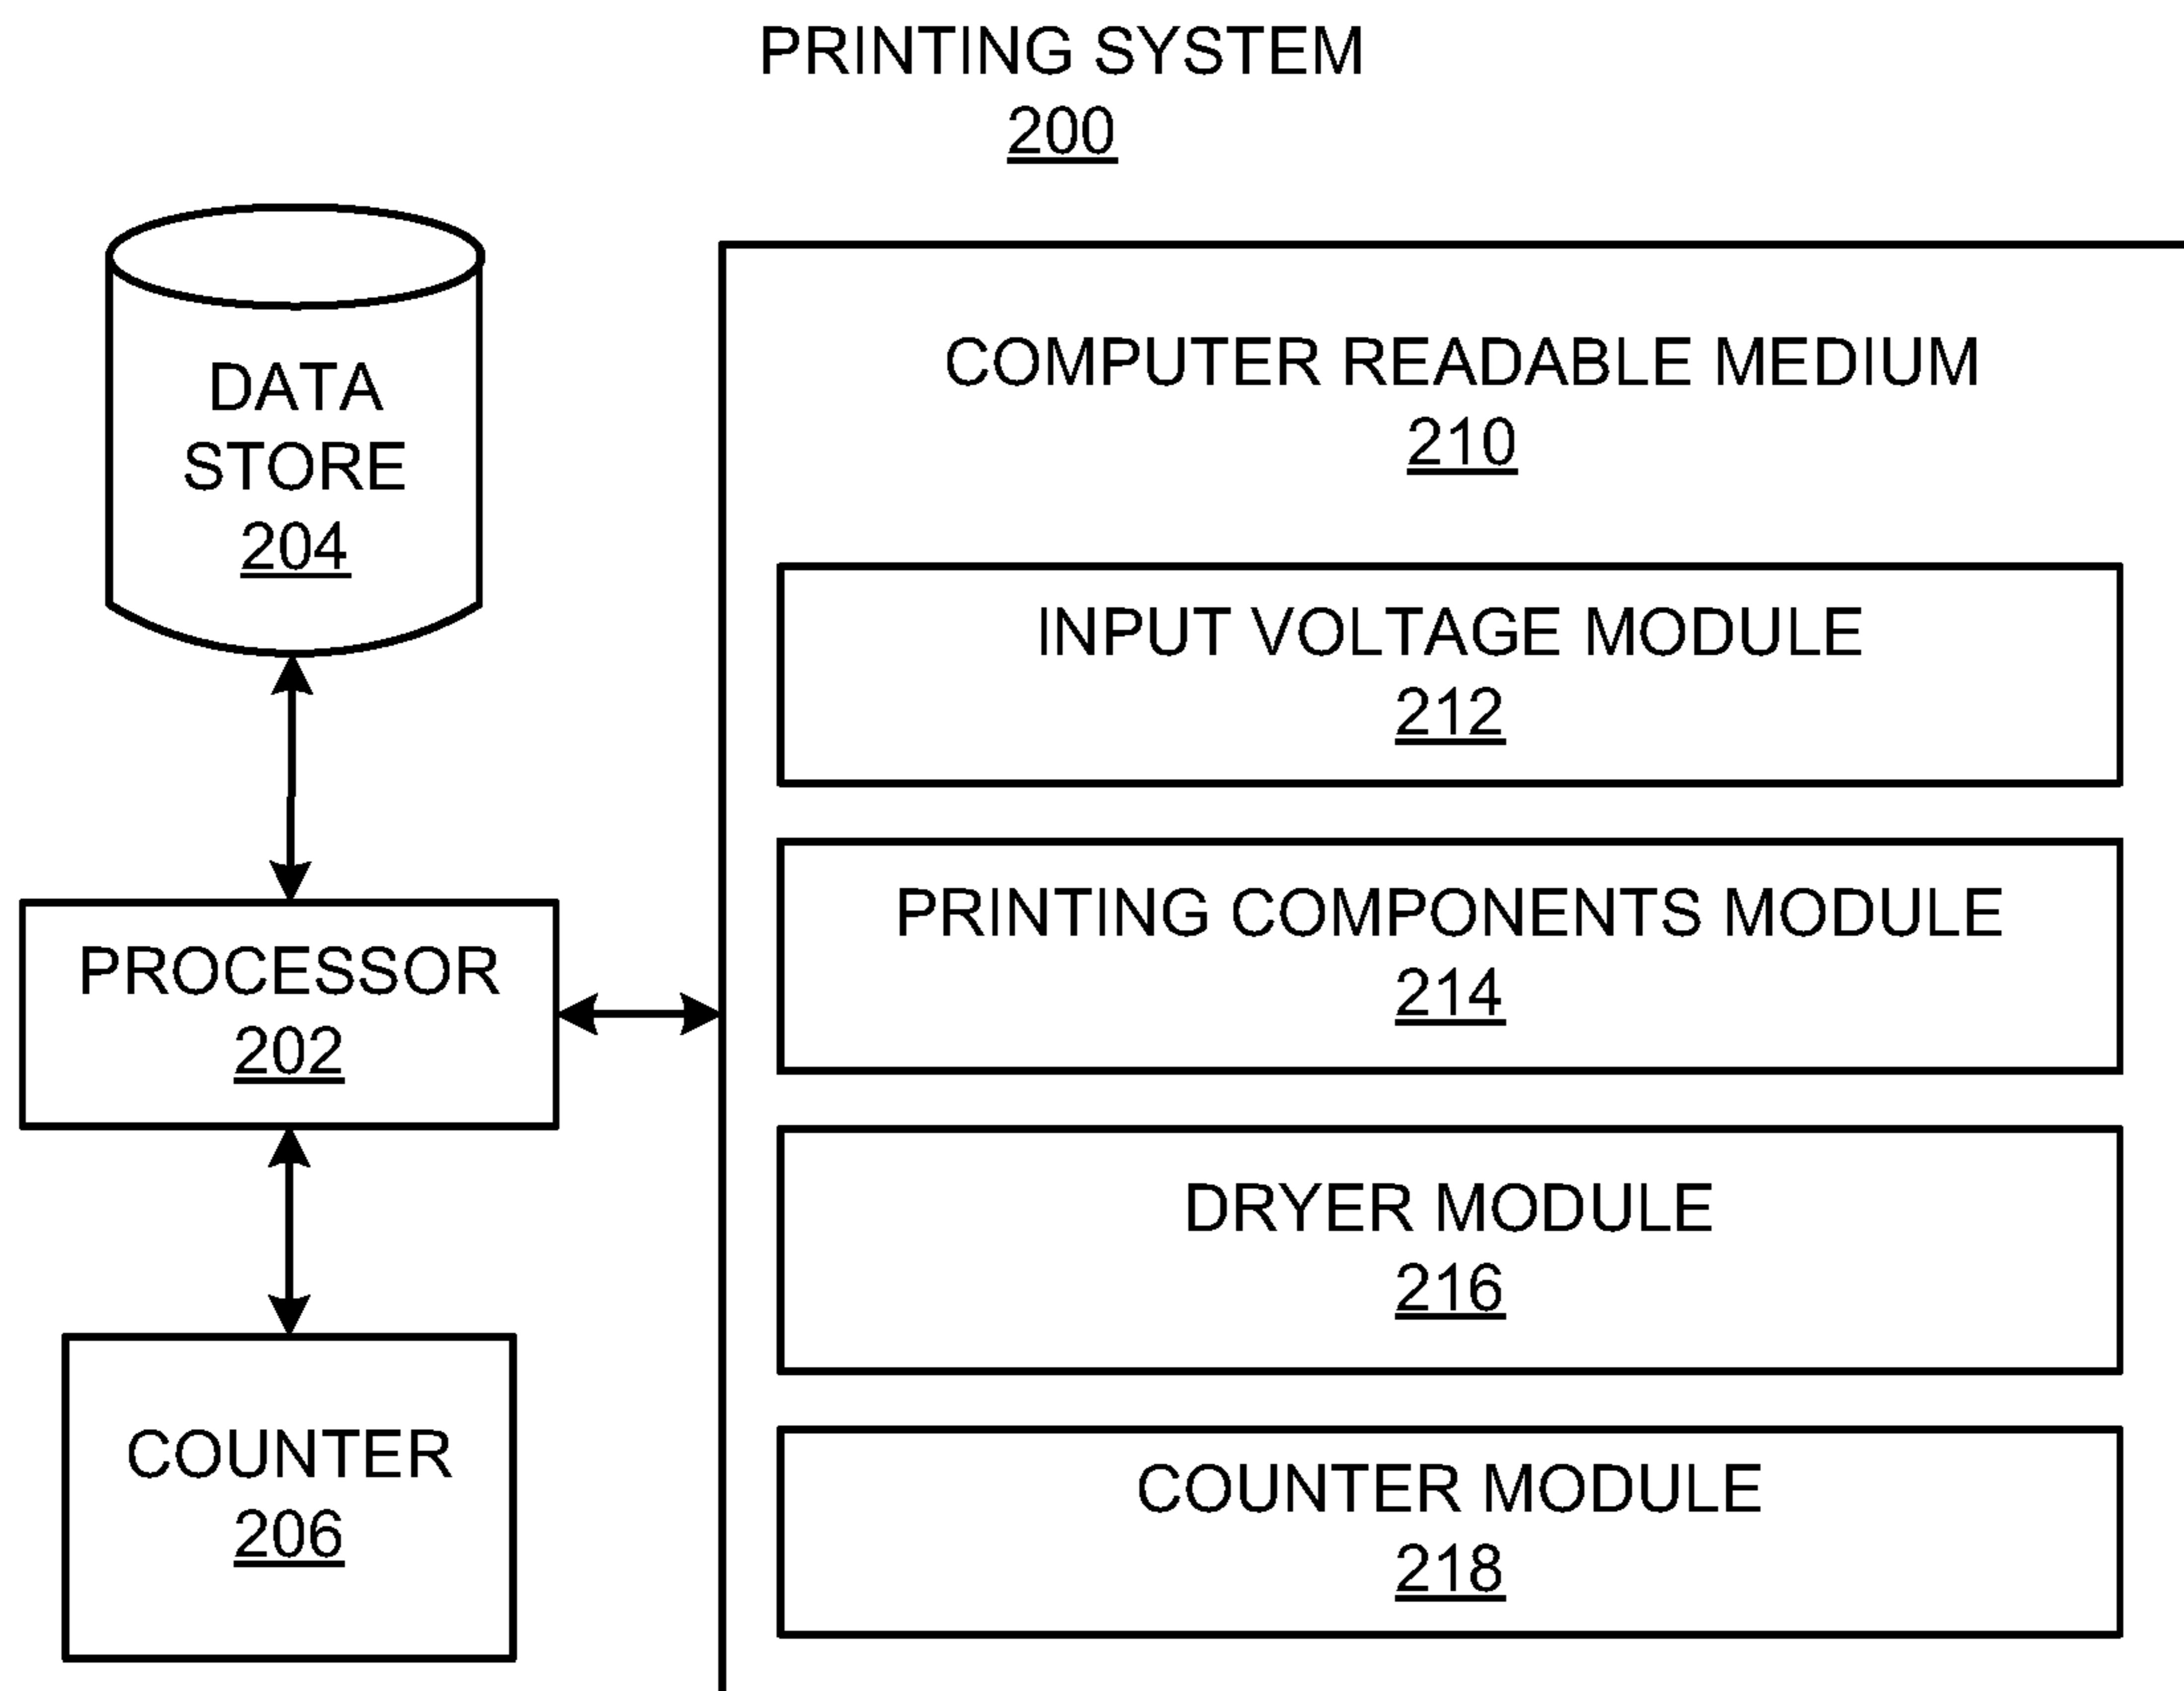 PRINTING SYSTEM
200
DATA
STORE
204
PROCESSOR
202
COUNTER
206
COMPUTER READABLE MEDIUM
210
INPUT VOLTAGE MODULE
212
PRINTING COMPONENTS MODULE
214
DRYER MODULE
216
COUNTER MODULE
218